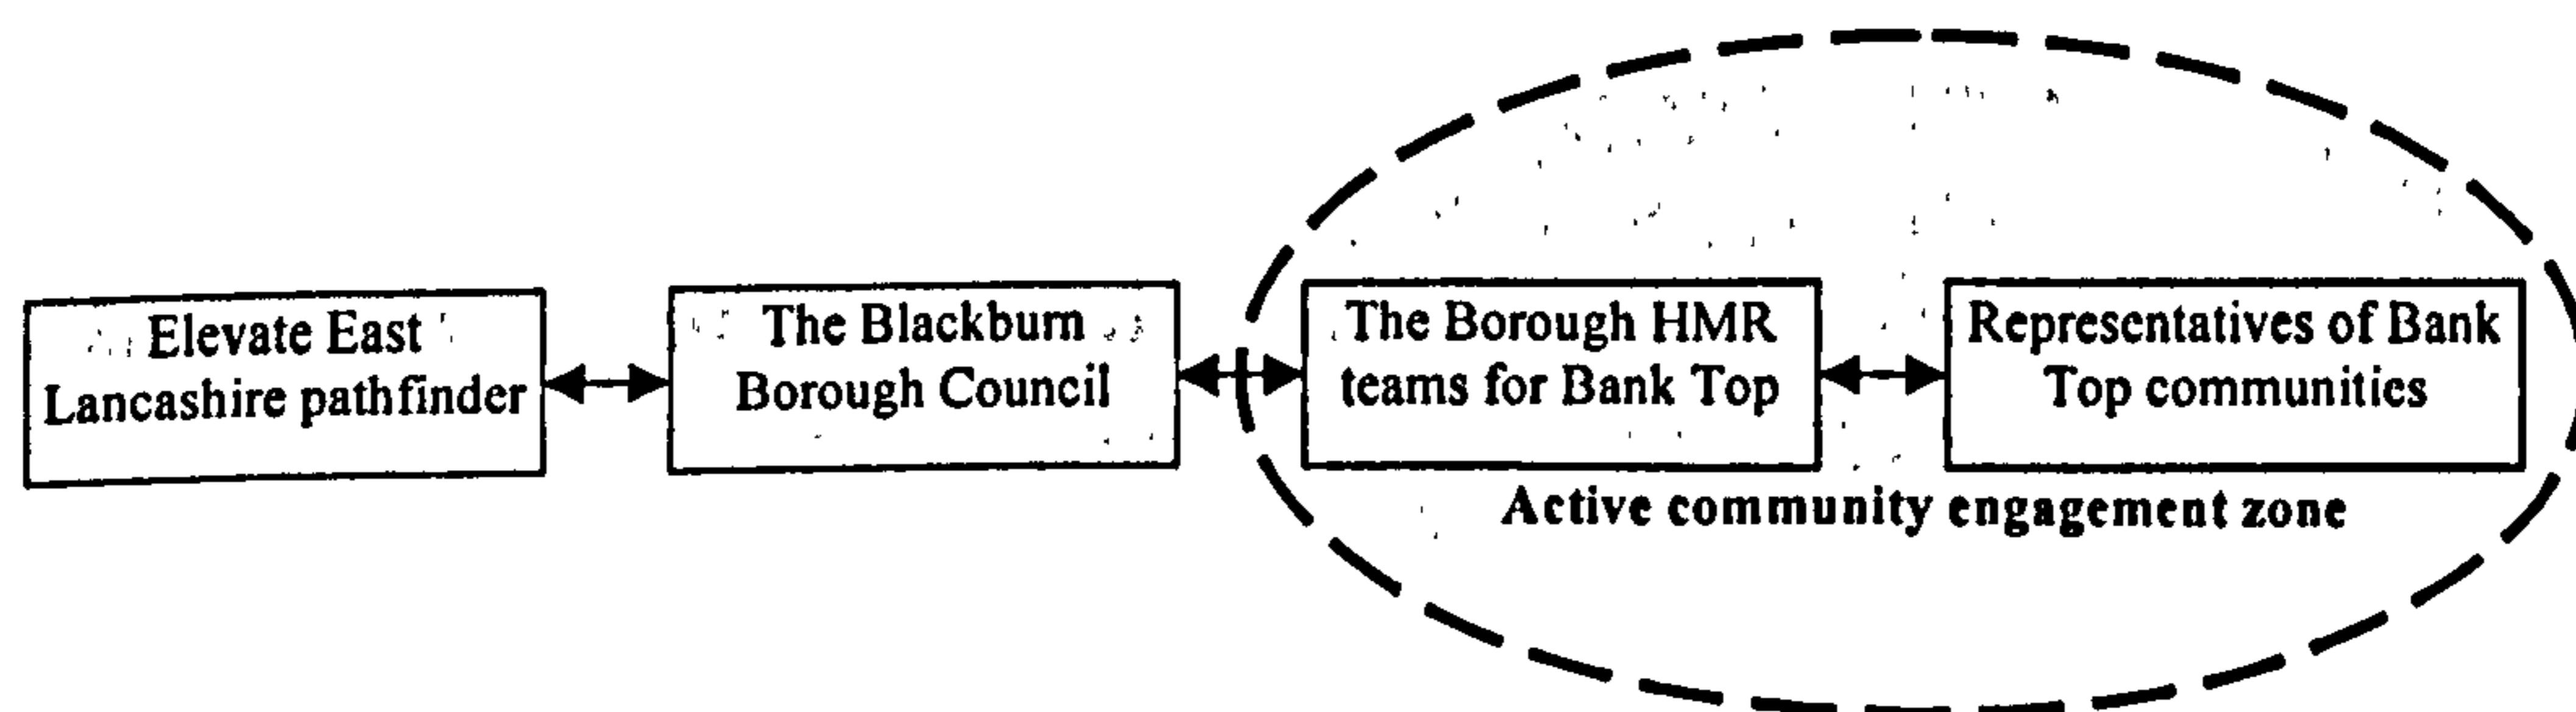 Elevate East
Lancashire pathfinder
The Blackburn
Borough Council
The Borough HMR
teams for Bank Top
Representatives of Bank
Top communities
Active community engagement zone